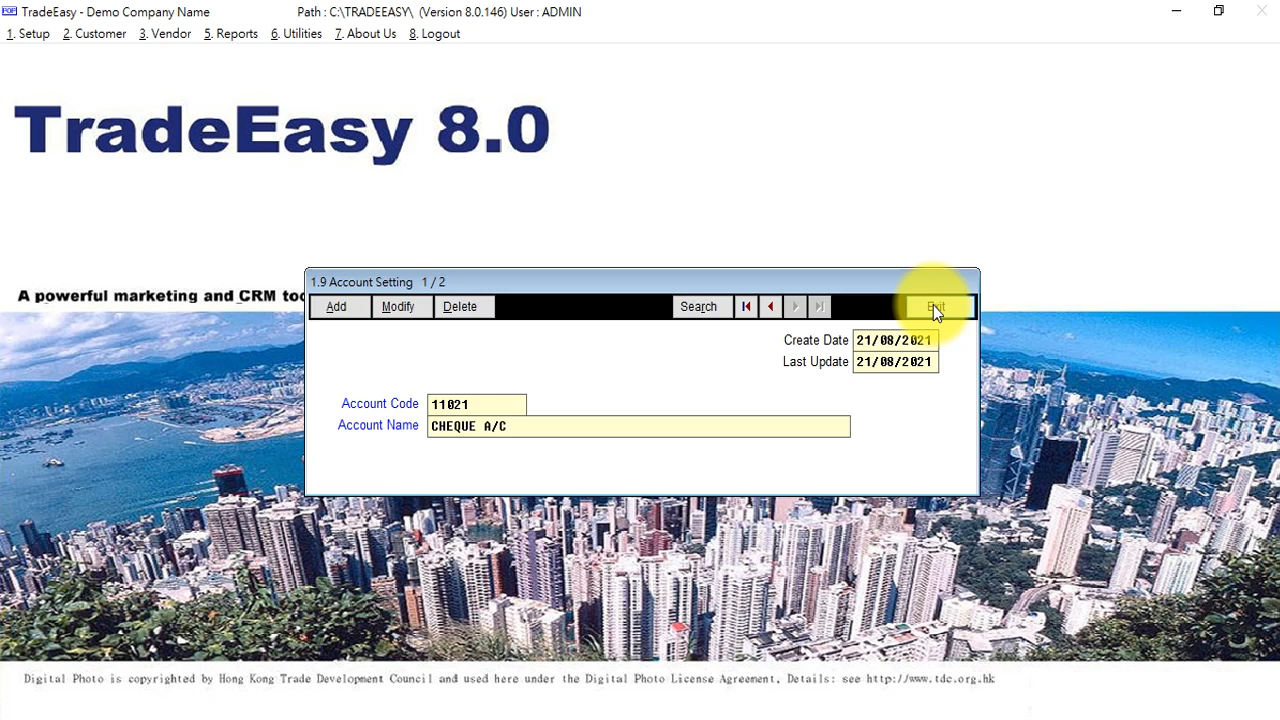 TradeEasy - Demo Company Name Path : C:\TRADEEASY\ (Version 8.0.146) User : ADMIN
1. Setup 2. Customer 3. Vendor 5. Reports 6. Utilities 7. About Us 8. Logout
TradeEasy 8.0
A powerful marketing and CRM too
1.9 Account Setting 1 / 2
Add Modify Delete Search Exit
Create Date 21/08/2021
Last Update 21/08/2021
Account Code 11021
Account Name CHEQUE A/C
Digital Photo is copyrighted by Hong Kong Trade Development Council and used here under the Digital Photo License Agreement. Details: see http://www.tdc.org.hk